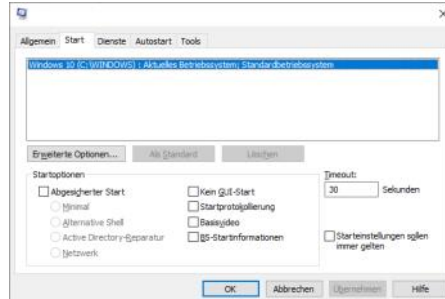 Allgemein Start Dienste Autostart Tools
Windows 10 (C:\WINDOWS) : Aktuelles Betriebssystem; Standardbetriebssystem
Erweiterte Optionen... Als Standard Löschen
Startoptionen
Timeout:
Abgesicherter Start Kein GUI-Start 30 Sekunden
Minimal Startprotokollierung
Alternative Shell Basisvideo
Active Directory-Reparatur BS-Startinformationen Starteinstellungen sollen
immer gelten
Netzwerk
OK Abbrechen Übernehmen Hilfe